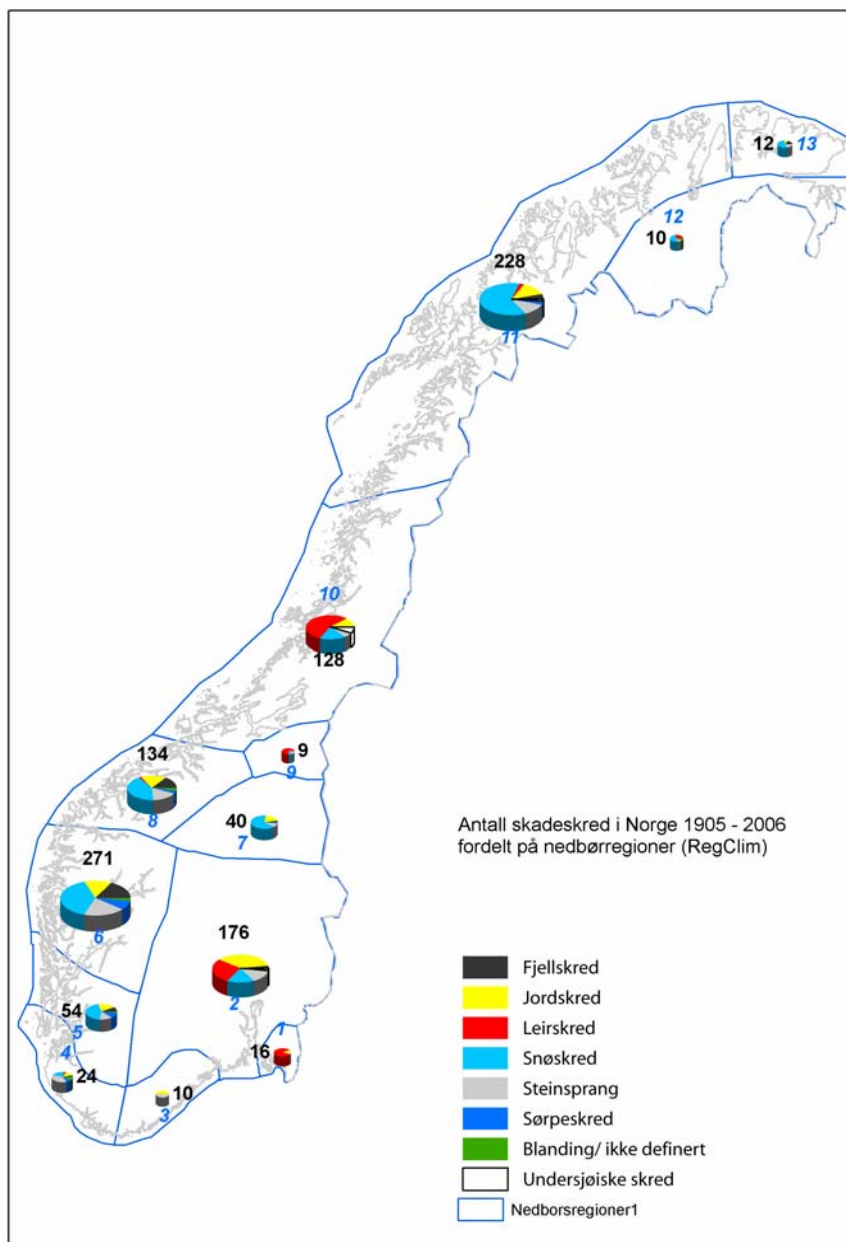 12 13
12
10
228
11
10
128
134
8
9
9
40
7
271
6
176
2
54
5
4
24
10
3
1
16
Antall skadeskred i Norge 1905 - 2006
fordelt på nedbørregioner (RegClim)
Fjellskred
Jordskred
Leirskred
Snøskred
Steinsprang
Sørpeskred
Blanding/ ikke definert
Undersjøiske skred
Nedborsregioner1